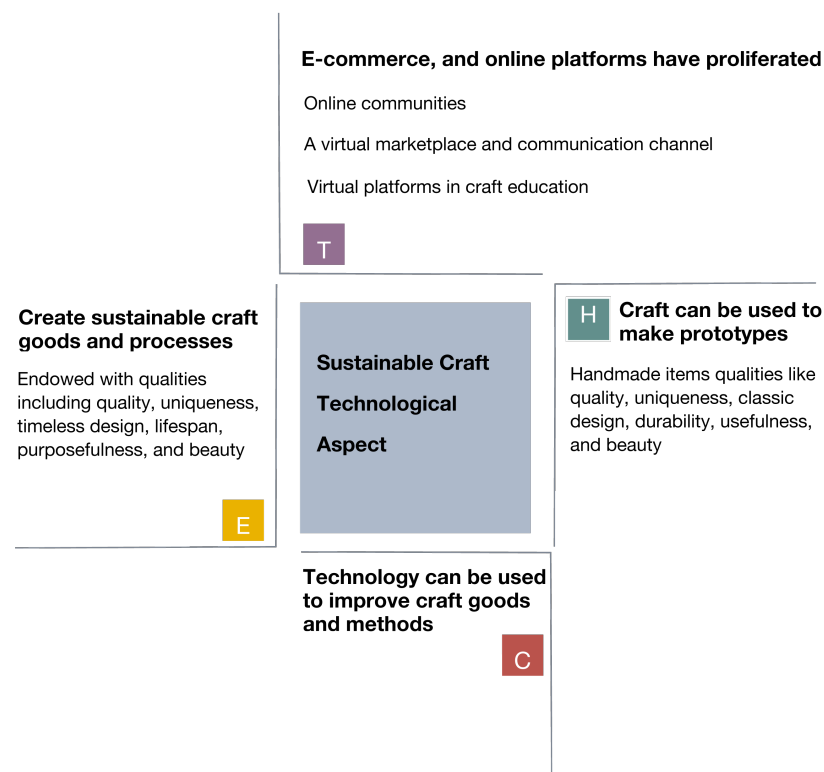 E-commerce, and online platforms have proliferated
Online communities
A virtual marketplace and communication channel
Virtual platforms in craft education
T
Create sustainable craft
goods and processes
Endowed with qualities
including quality, uniqueness,
timeless design, lifespan,
purposefulness, and beauty
E
Sustainable Craft
Technological
Aspect
H
Craft can be used to
make prototypes
Handmade items qualities like
quality, uniqueness, classic
design, durability, usefulness,
and beauty
Technology can be used
to improve craft goods
and methods
C